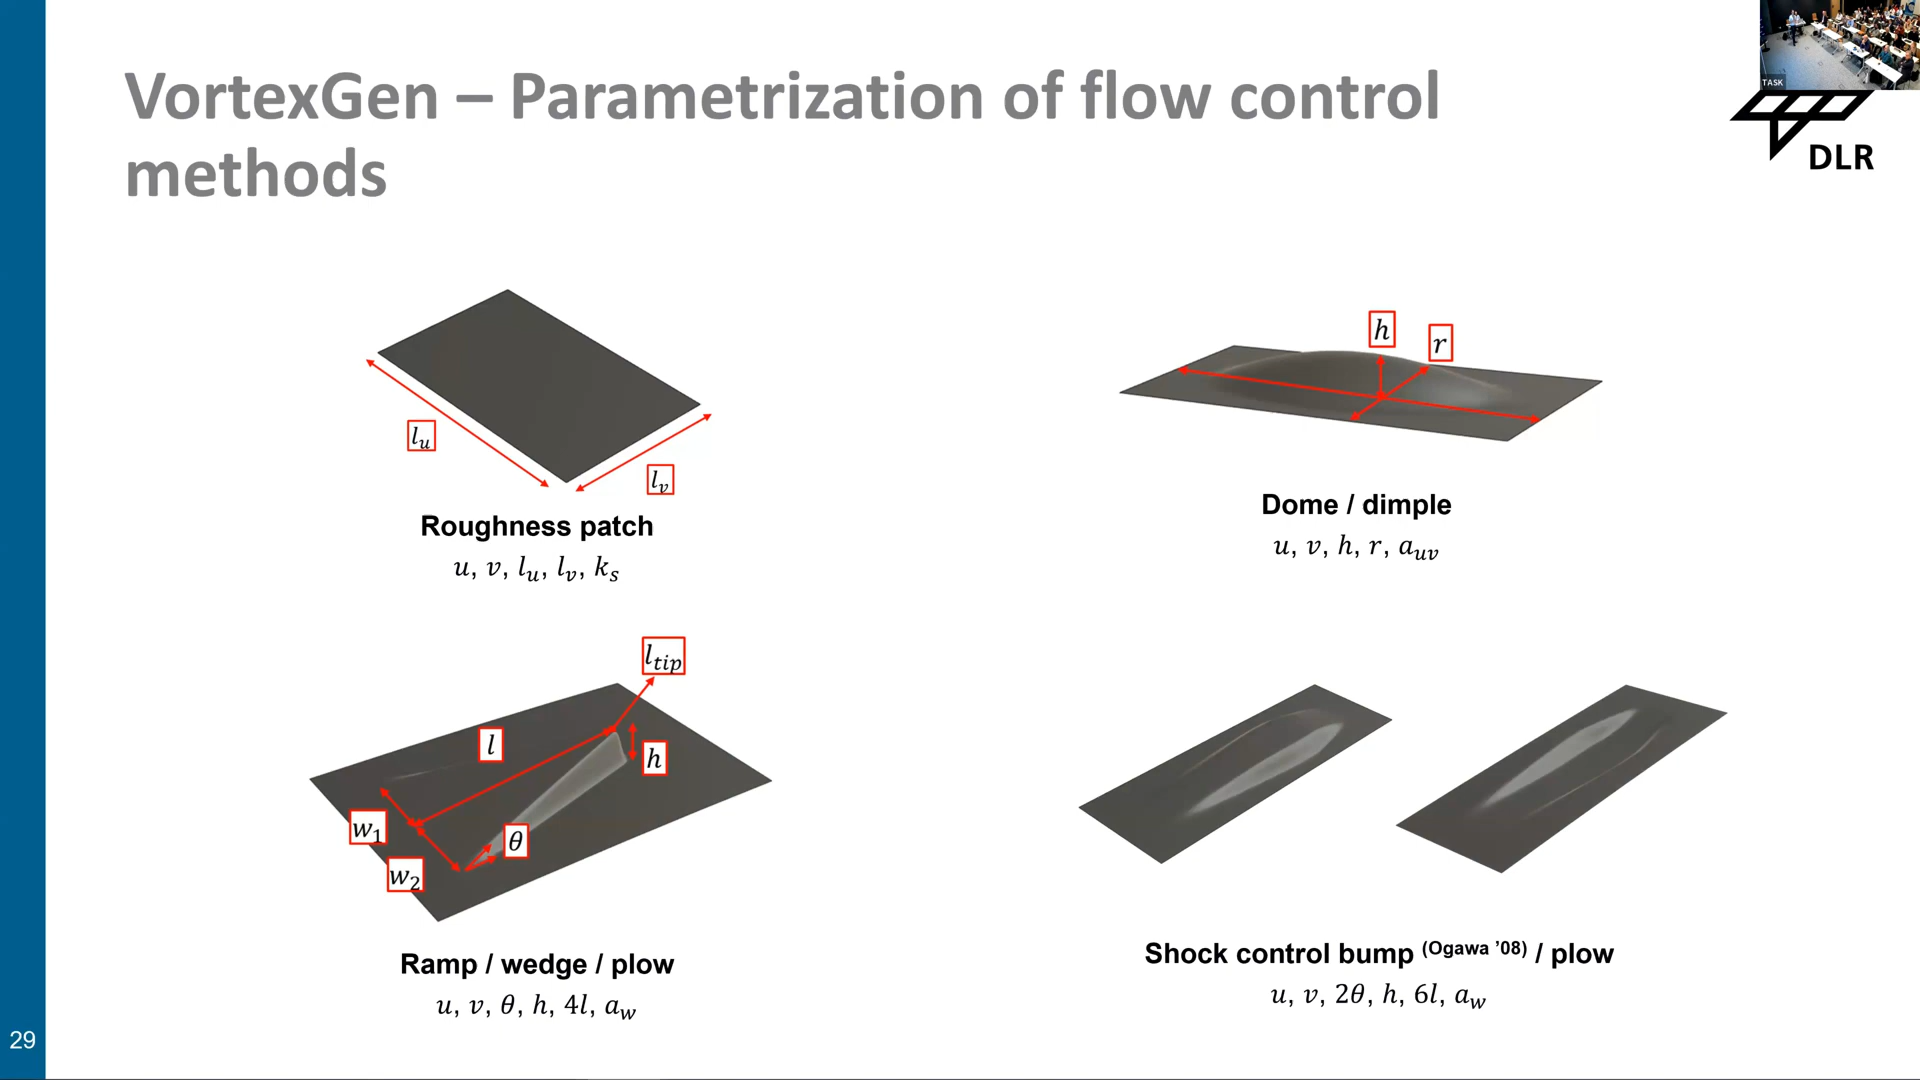 VortexGen – Parametrization of flow control
methods
TASK
DLR
l_u
l_v
Roughness patch
u, v, l_u, l_v, k_s
h
r
Dome / dimple
u, v, h, r, a_uv
l_tip
l
h
w_1
θ
w_2
Ramp / wedge / plow
u, v, θ, h, 4l, a_w
Shock control bump (Ogawa ’08) / plow
u, v, 2θ, h, 6l, a_w
29